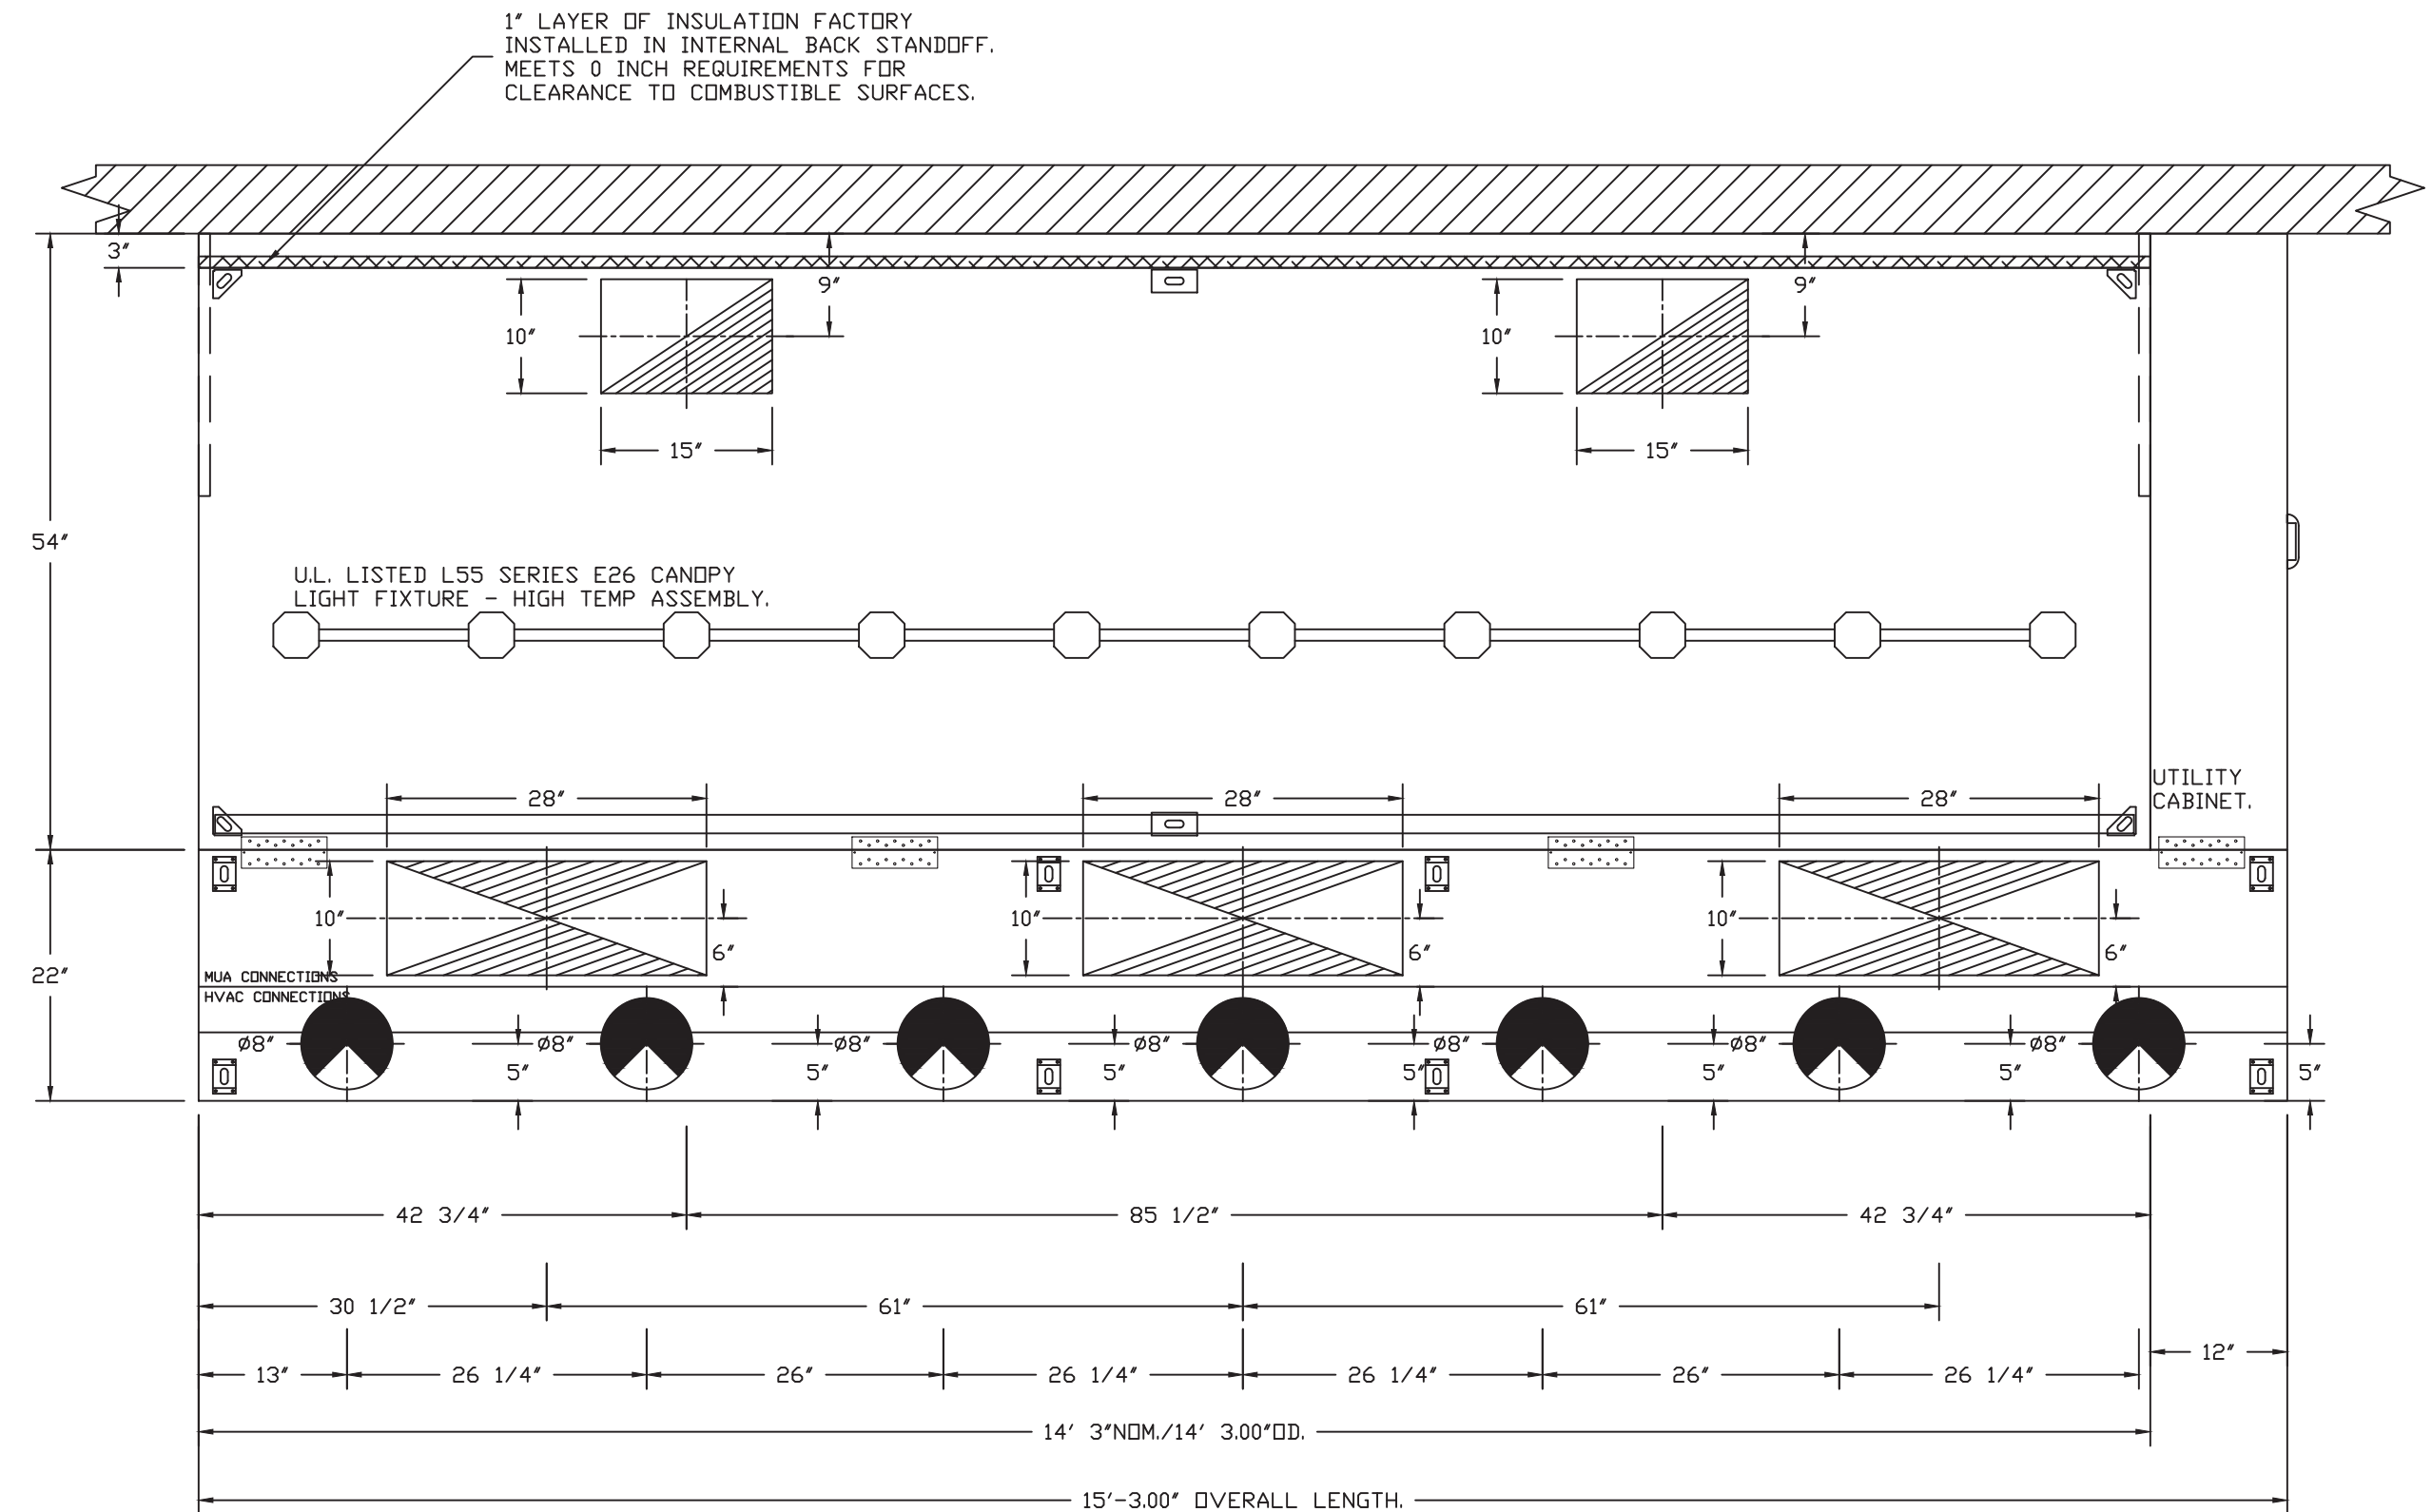 1" LAYER OF INSULATION FACTORY
INSTALLED IN INTERNAL BACK STANDOFF.
MEETS 0 INCH REQUIREMENTS FOR
CLEARANCE TO COMBUSTIBLE SURFACES.
3"
9"
9"
10"
10"
15"
15"
54"
U.L. LISTED L55 SERIES E26 CANOPY
LIGHT FIXTURE - HIGH TEMP ASSEMBLY.
UTILITY
CABINET.
28"
28"
28"
10"
10"
10"
6"
6"
6"
22"
MUA CONNECTIONS
HVAC CONNECTIONS
Ø8"
Ø8"
Ø8"
Ø8"
Ø8"
Ø8"
Ø8"
5"
5"
5"
5"
5"
5"
5"
42 3/4"
85 1/2"
42 3/4"
30 1/2"
61"
61"
12"
13"
26 1/4"
26"
26 1/4"
26 1/4"
26"
26 1/4"
14' 3"NOM./14' 3.00"OD.
15'-3.00" OVERALL LENGTH.